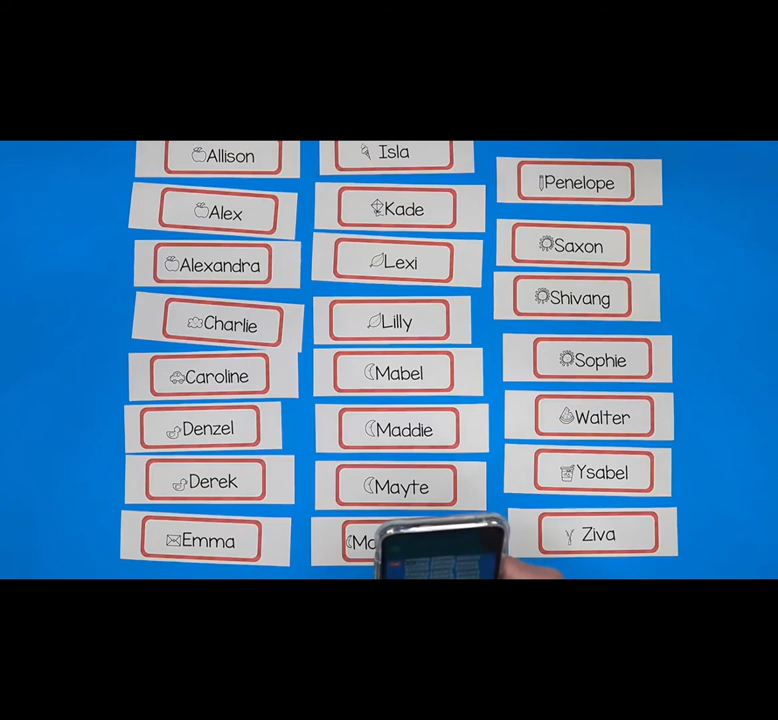 Allison
Alex
Alexandra
Charlie
Caroline
Denzel
Derek
Emma
Isla
Kade
Lexi
Lilly
Mabel
Maddie
Mayte
Penelope
Saxon
Shivang
Sophie
Walter
Ysabel
Ziva